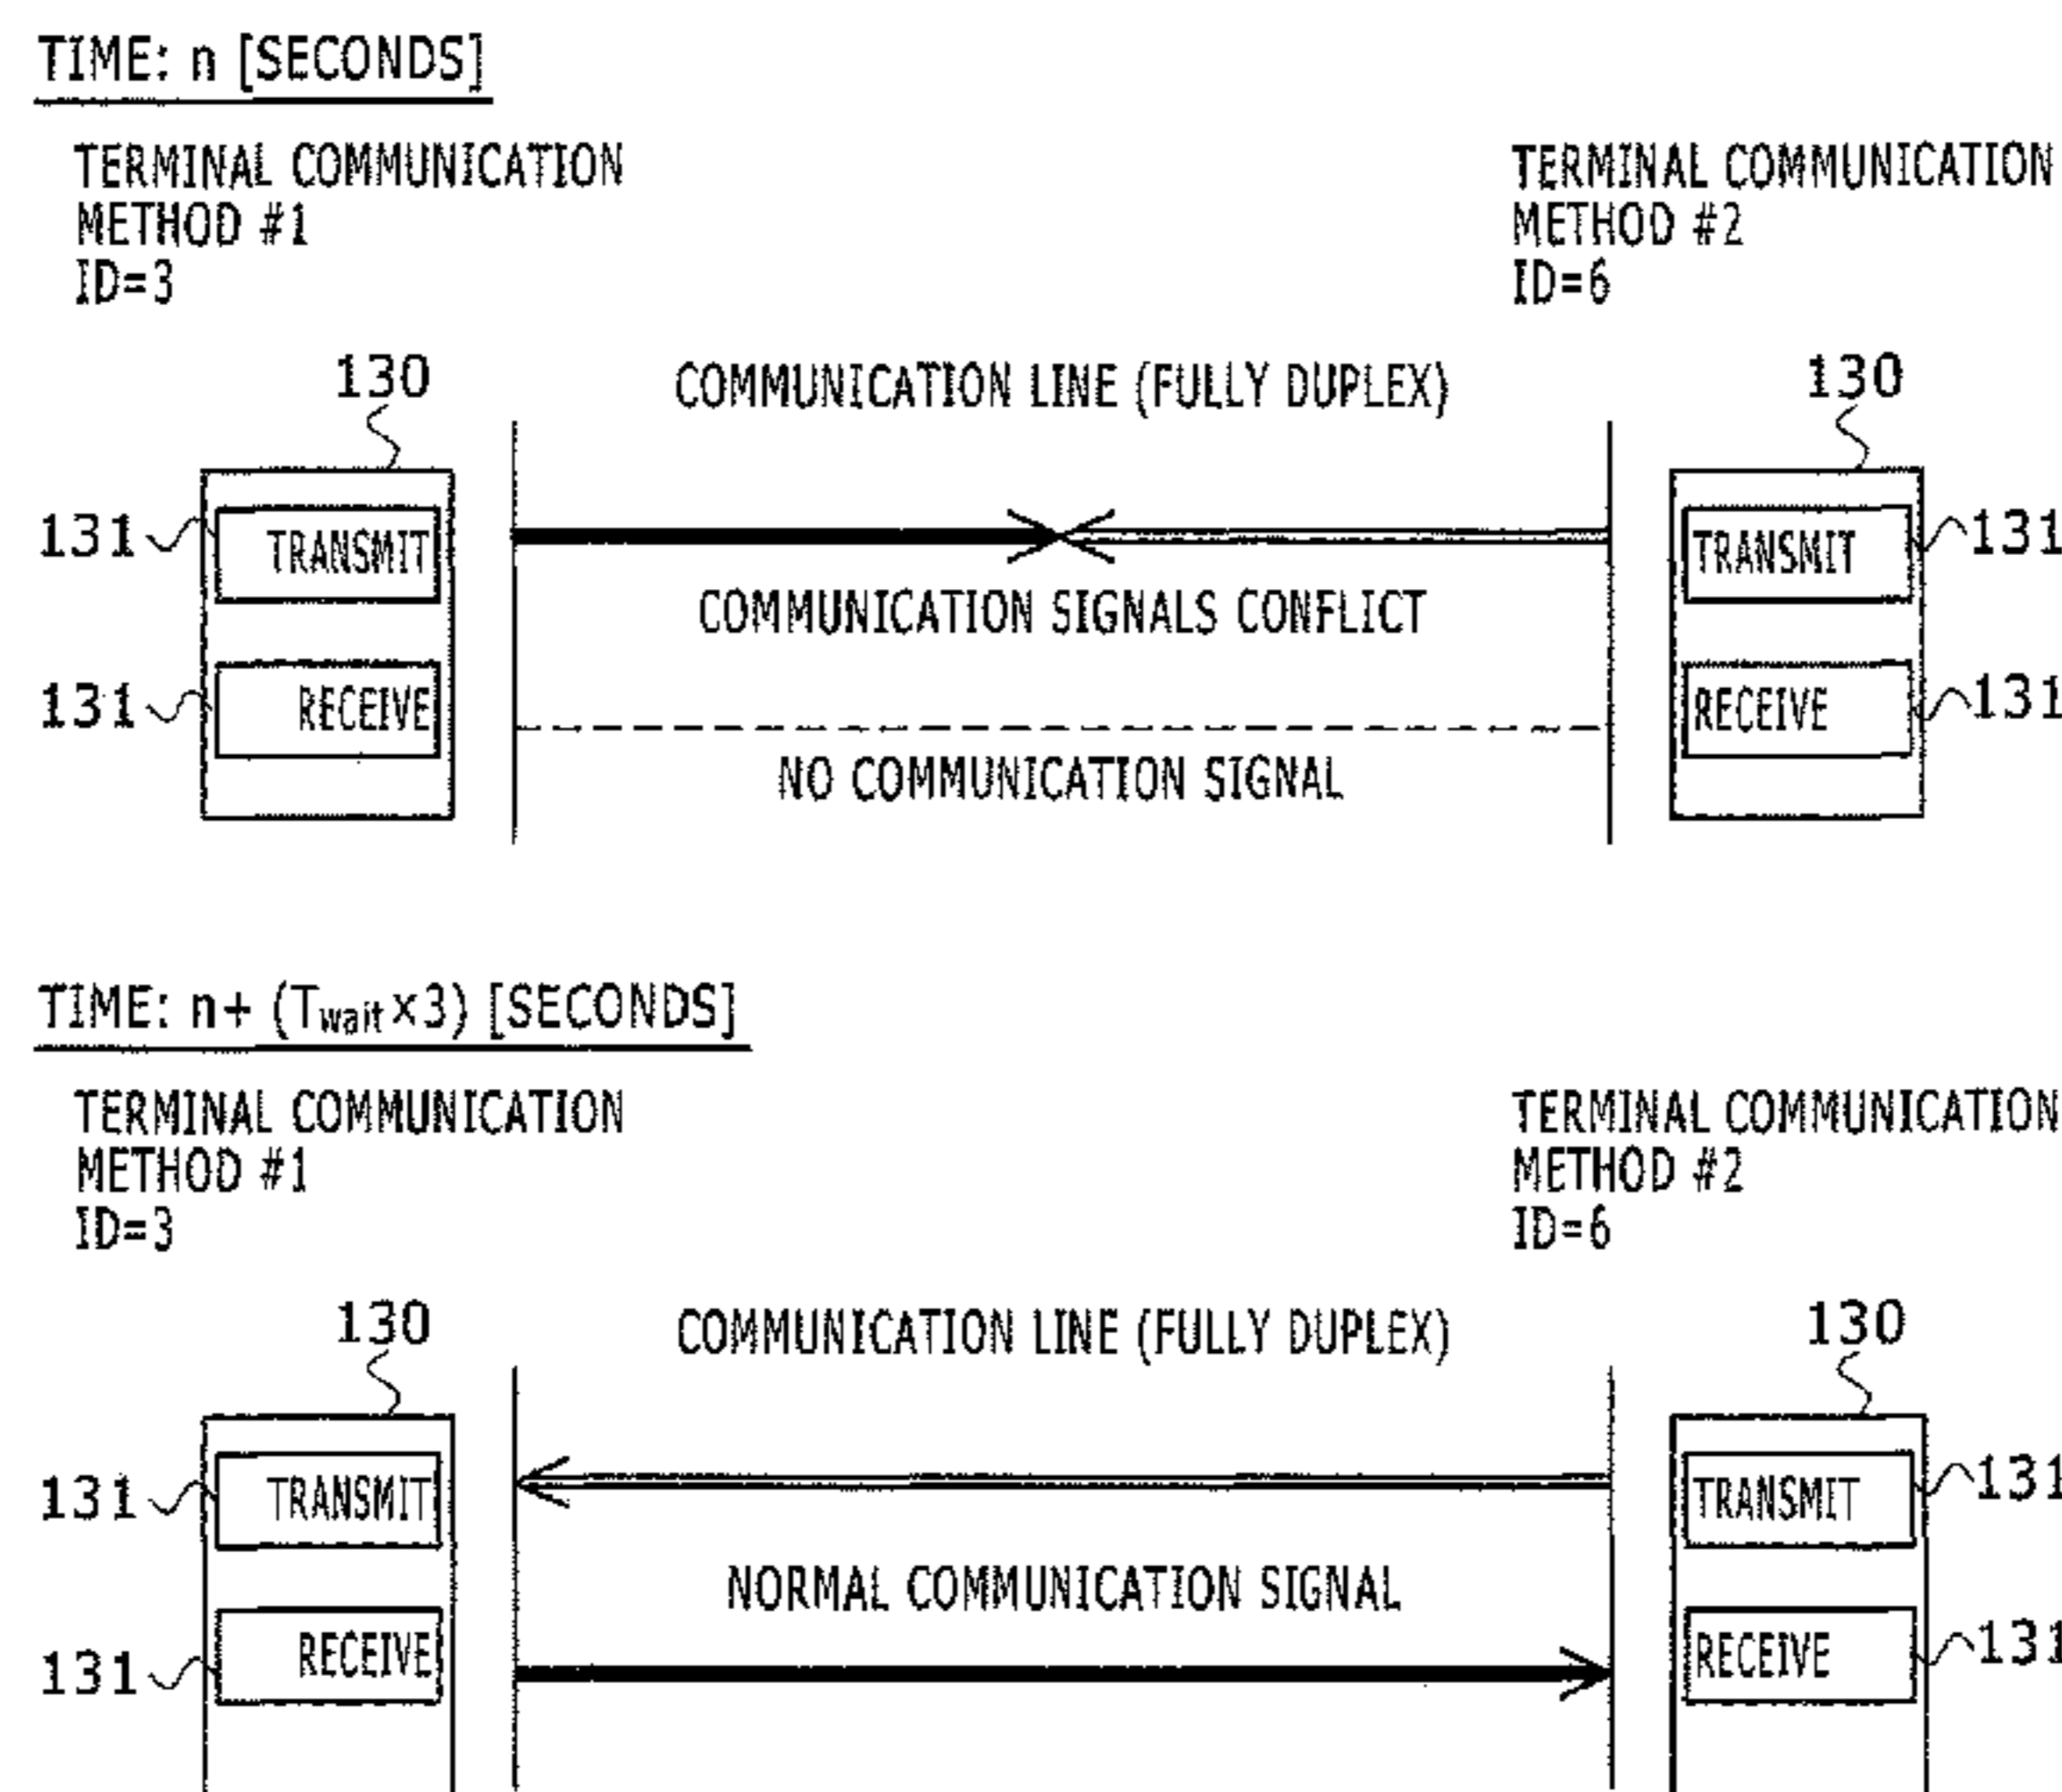 TIME: n [SECONDS]
TERMINAL COMMUNICATION
METHOD #1
ID=3
TERMINAL COMMUNICATION
METHOD #2
ID=6
130
COMMUNICATION LINE (FULLY DUPLEX)
130
131
TRANSMIT
TRANSMIT
131
COMMUNICATION SIGNALS CONFLICT
131
RECEIVE
RECEIVE
131
NO COMMUNICATION SIGNAL
TIME: n+ (Twait×3) [SECONDS]
TERMINAL COMMUNICATION
METHOD #1
ID=3
TERMINAL COMMUNICATION
METHOD #2
ID=6
130
COMMUNICATION LINE (FULLY DUPLEX)
130
131
TRANSMIT
TRANSMIT
131
NORMAL COMMUNICATION SIGNAL
131
RECEIVE
RECEIVE
131